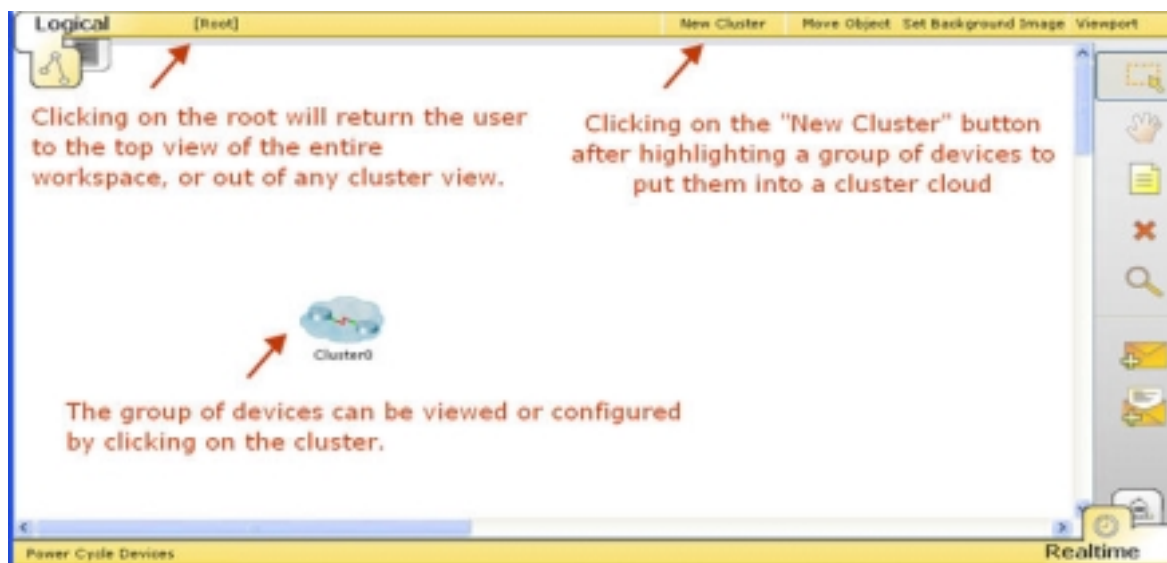 Logical [Root] New Cluster Move Object Set Background Image Viewport
Clicking on the root will return the user
to the top view of the entire
workspace, or out of any cluster view.
Clicking on the "New Cluster" button
after highlighting a group of devices to
put them into a cluster cloud
Cluster0
The group of devices can be viewed or configured
by clicking on the cluster.
Power Cycle Devices Realtime